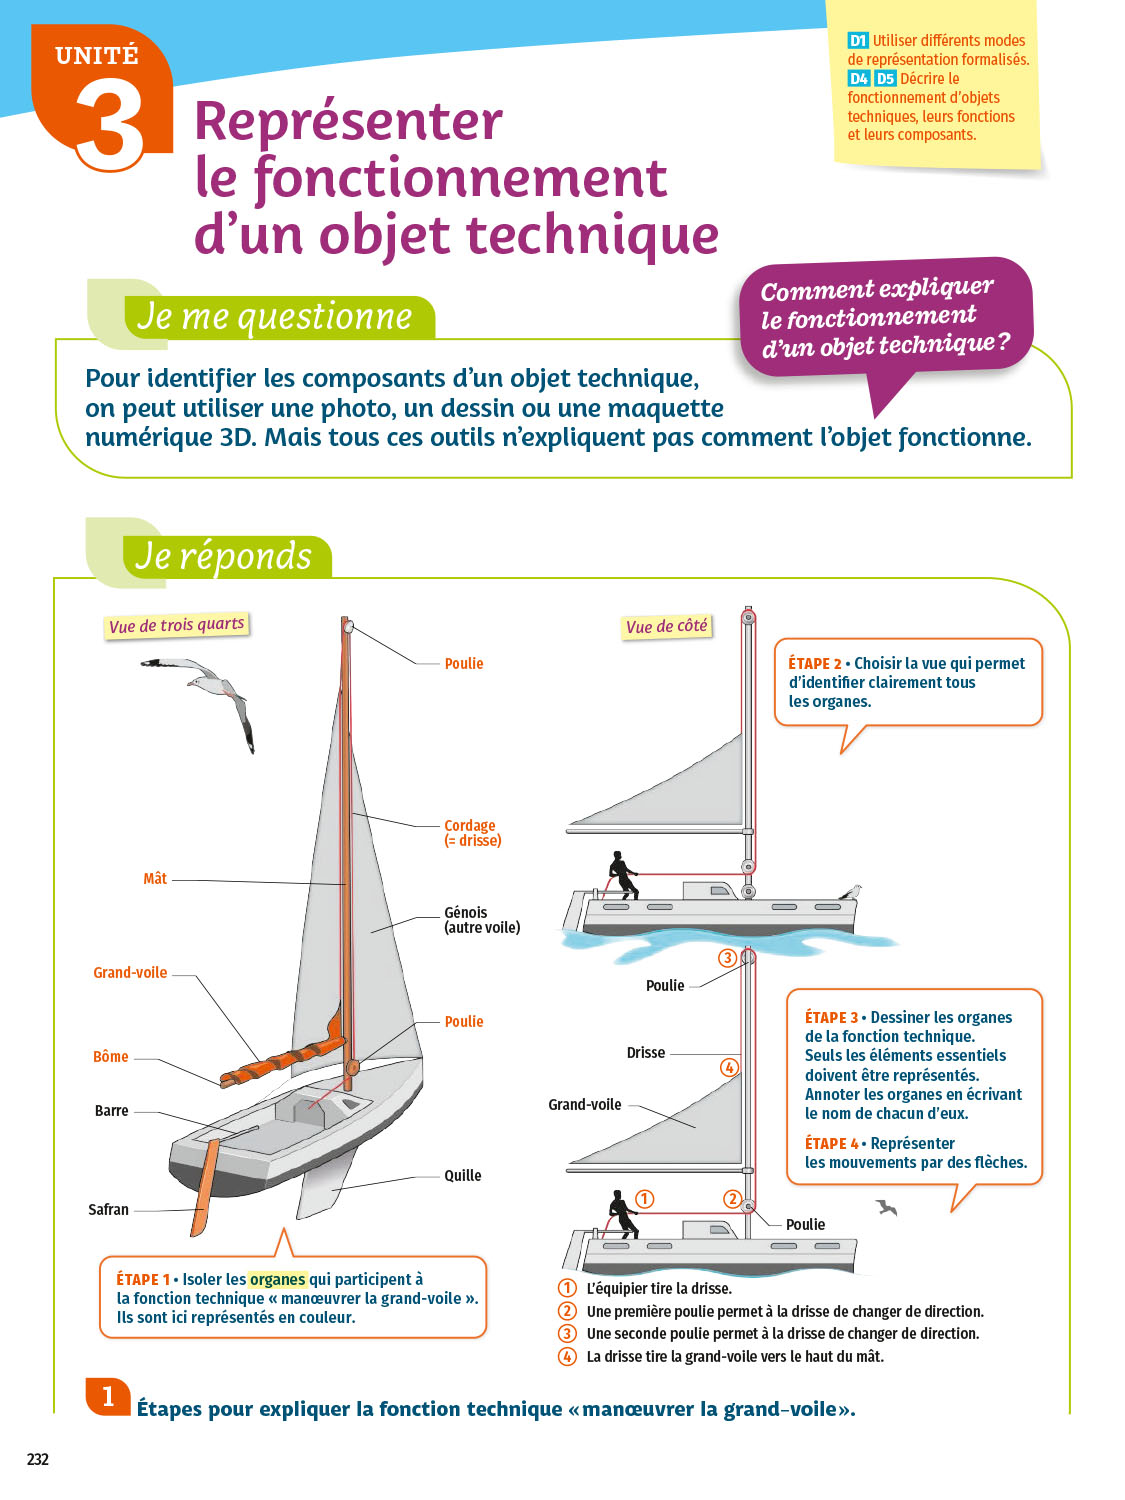 UNITÉ
3
Représenter
le fonctionnement
d'un objet technique
D1 Utiliser différents modes
de représentation formalisés.
D4 D5 Décrire le
fonctionnement d'objets
techniques, leurs fonctions
et leurs composants.
Je me questionne
Comment expliquer
le fonctionnement
d'un objet technique ?
Pour identifier les composants d'un objet technique,
on peut utiliser une photo, un dessin ou une maquette
numérique 3D. Mais tous ces outils n'expliquent pas comment l'objet fonctionne.
Je réponds
Vue de trois quarts
Poulie
Cordage
(= drisse)
Mât
Génois
(autre voile)
Grand-voile
Poulie
Bôme
Barre
Quille
Safran
ÉTAPE 1 • Isoler les organes qui participent à
la fonction technique « manœuvrer la grand-voile ».
Ils sont ici représentés en couleur.
Vue de côté
ÉTAPE 2 • Choisir la vue qui permet
d'identifier clairement tous
les organes.
3
Poulie
Drisse
4
Grand-voile
1
2
Poulie
ÉTAPE 3 • Dessiner les organes
de la fonction technique.
Seuls les éléments essentiels
doivent être représentés.
Annoter les organes en écrivant
le nom de chacun d'eux.
ÉTAPE 4 • Représenter
les mouvements par des flèches.
1 L'équipier tire la drisse.
2 Une première poulie permet à la drisse de changer de direction.
3 Une seconde poulie permet à la drisse de changer de direction.
4 La drisse tire la grand-voile vers le haut du mât.
1 Étapes pour expliquer la fonction technique « manœuvrer la grand-voile ».
232